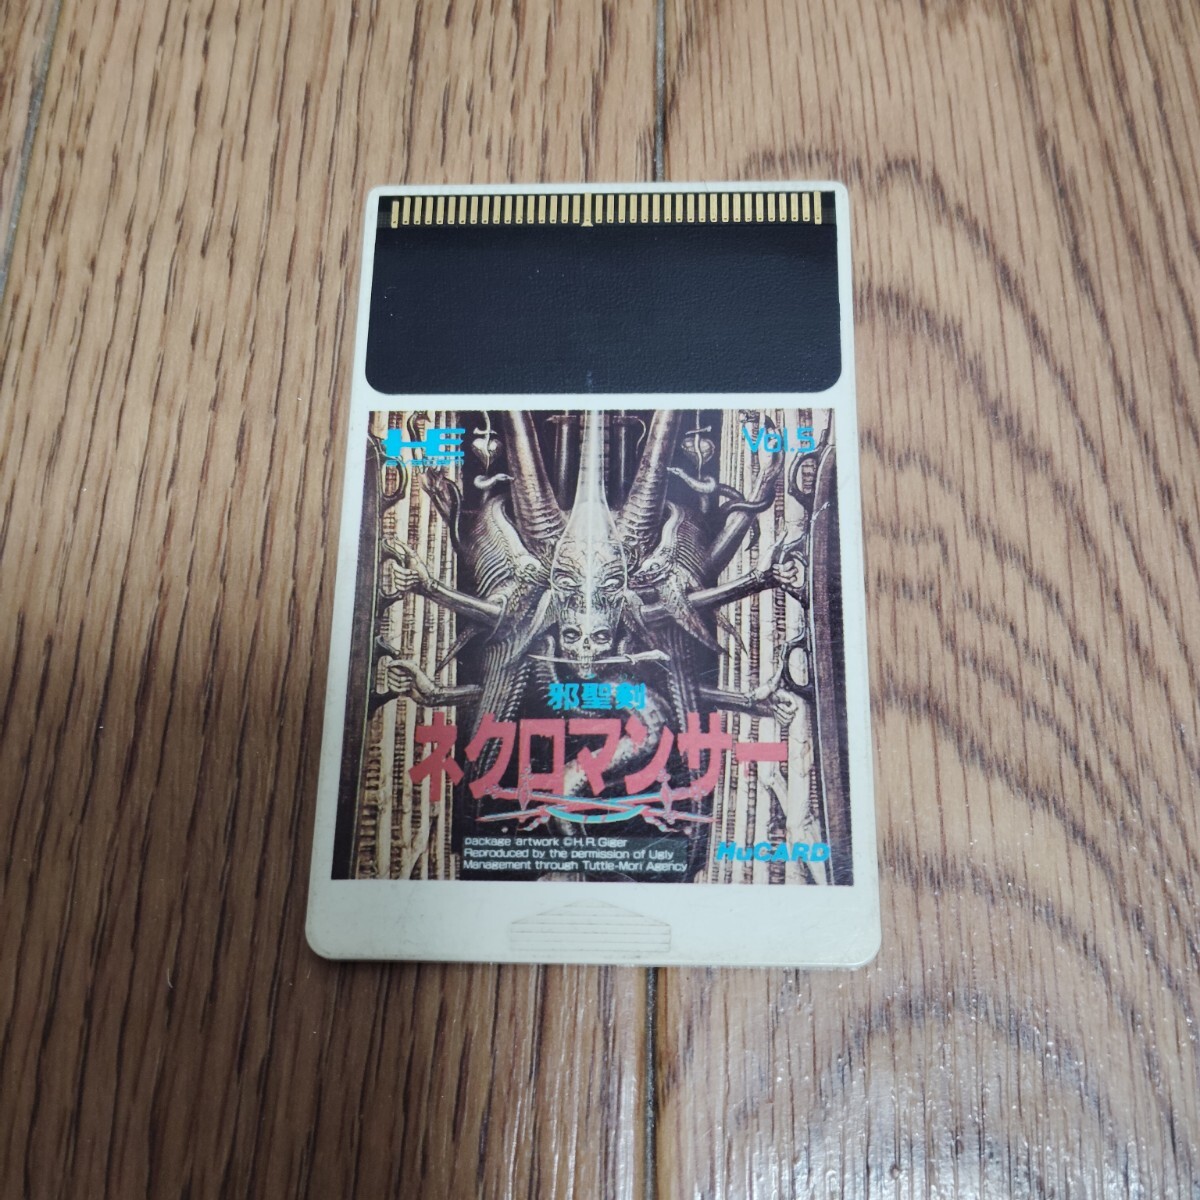 HE
Vol.5
邪聖剣
ネクロマンサー
package artwork ©H.R.Giger
Reproduced by the permission of Ugly
Management through Tuttle-Mori Agency
HuCARD